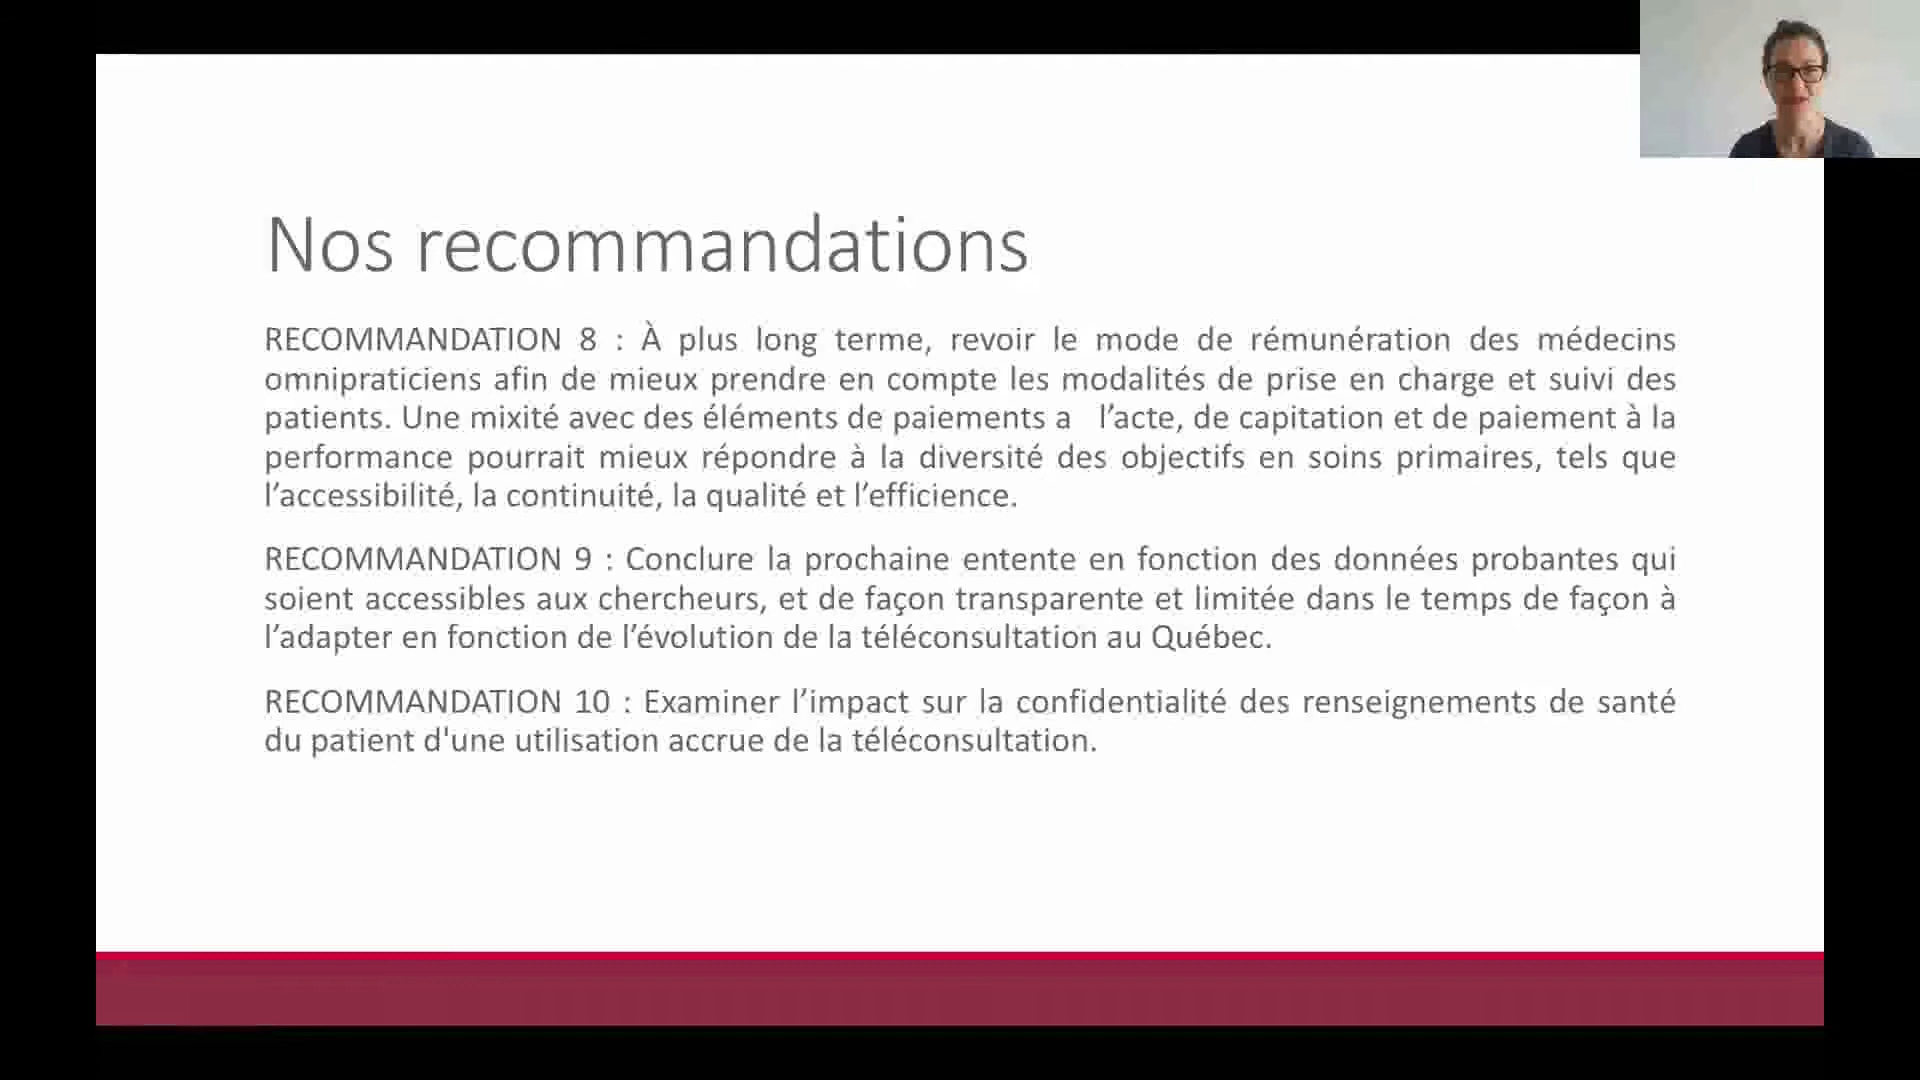 Nos recommandations
RECOMMANDATION 8 : À plus long terme, revoir le mode de rémunération des médecins
omnipraticiens afin de mieux prendre en compte les modalités de prise en charge et suivi des
patients. Une mixité avec des éléments de paiements a l’acte, de capitation et de paiement à la
performance pourrait mieux répondre à la diversité des objectifs en soins primaires, tels que
l’accessibilité, la continuité, la qualité et l’efficience.
RECOMMANDATION 9 : Conclure la prochaine entente en fonction des données probantes qui
soient accessibles aux chercheurs, et de façon transparente et limitée dans le temps de façon à
l’adapter en fonction de l’évolution de la téléconsultation au Québec.
RECOMMANDATION 10 : Examiner l’impact sur la confidentialité des renseignements de santé
du patient d'une utilisation accrue de la téléconsultation.